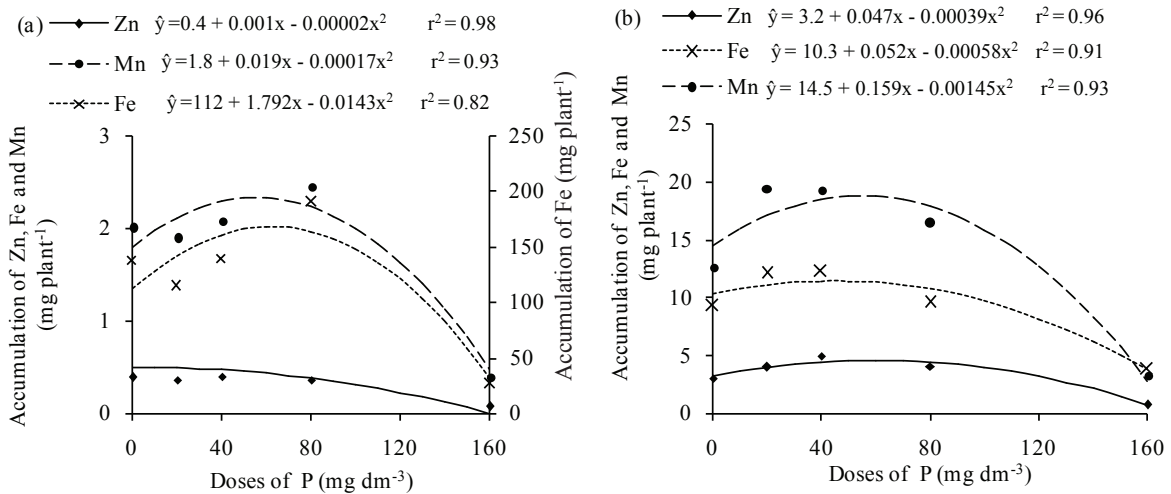 (a) Zn ŷ=0.4 + 0.001x - 0.00002x² r² = 0.98
Mn ŷ=1.8 + 0.019x - 0.00017x² r² = 0.93
Fe ŷ=112 + 1.792x - 0.0143x² r² = 0.82
Accumulation of Zn, Fe and Mn
(mg plant⁻¹)
3
2
1
0
250
200
150
100
50
0
Accumulation of Fe (mg plant⁻¹)
0 40 80 120 160
Doses of P (mg dm⁻³)
(b) Zn ŷ= 3.2 + 0.047x - 0.00039x² r² = 0.96
Fe ŷ = 10.3 + 0.052x - 0.00058x² r² = 0.91
Mn ŷ= 14.5 + 0.159x - 0.00145x² r² = 0.93
Accumulation of Zn, Fe and Mn
(mg plant⁻¹)
25
20
15
10
5
0
0 40 80 120 160
Doses of P (mg dm⁻³)